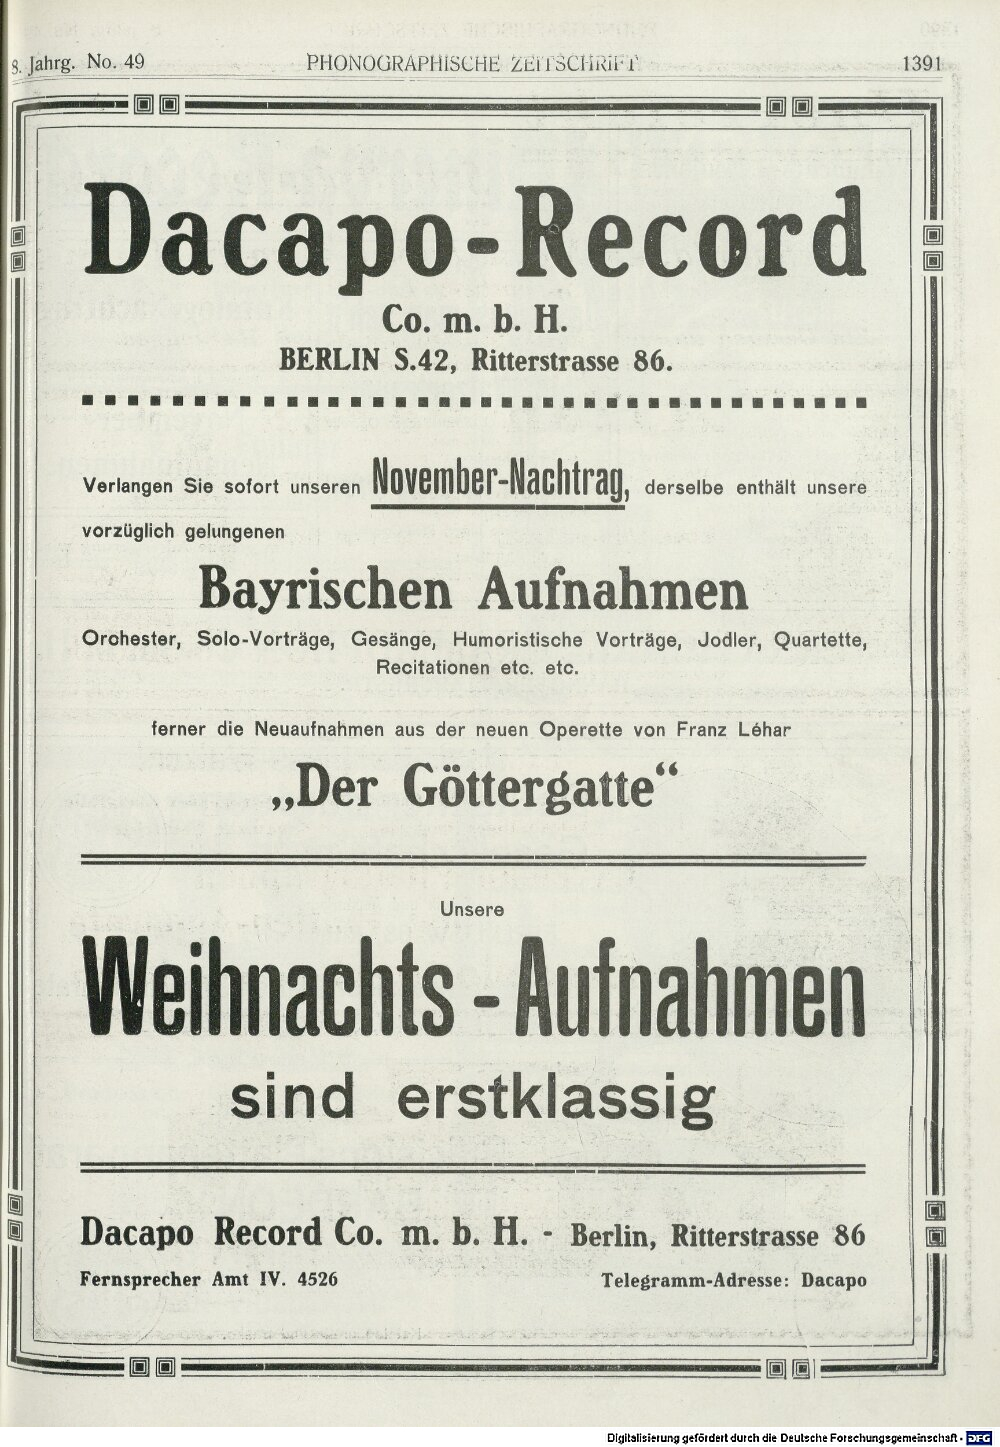 8. Jahrg. No. 49 PHONOGRAPHISCHE ZEITSCHRIFT 1391
Dacapo-Record
Co. m. b. H.
BERLIN S.42, Ritterstrasse 86.
Verlangen Sie sofort unseren November-Nachtrag, derselbe enthält unsere
vorzüglich gelungenen
Bayrischen Aufnahmen
Orchester, Solo-Vorträge, Gesänge, Humoristische Vorträge, Jodler, Quartette,
Recitationen etc. etc.
ferner die Neuaufnahmen aus der neuen Operette von Franz Léhar
„Der Göttergatte“
Unsere
Weihnachts - Aufnahmen
sind erstklassig
Dacapo Record Co. m. b. H. - Berlin, Ritterstrasse 86
Fernsprecher Amt IV. 4526 Telegramm-Adresse: Dacapo
Digitalisierung gefördert durch die Deutsche Forschungsgemeinschaft - DFG